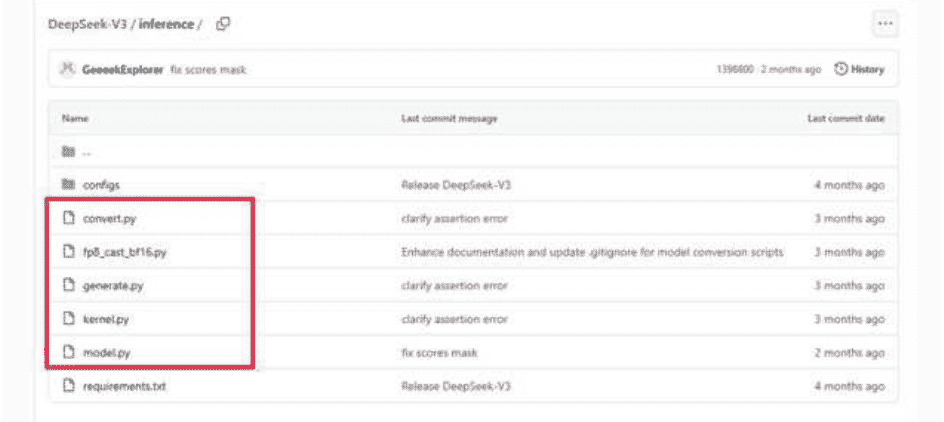 DeepSeek-V3 / inference /
...
GeeeekExplorer fix scores mask 1398800 2 months ago History
Name Last commit message Last commit date
..
configs Release DeepSeek-V3 4 months ago
convert.py clarify assertion error 3 months ago
fp8_cast_bf16.py Enhance documentation and update .gitignore for model conversion scripts 3 months ago
generate.py clarify assertion error 3 months ago
kernel.py clarify assertion error 3 months ago
model.py fix scores mask 2 months ago
requirements.txt Release DeepSeek-V3 4 months ago